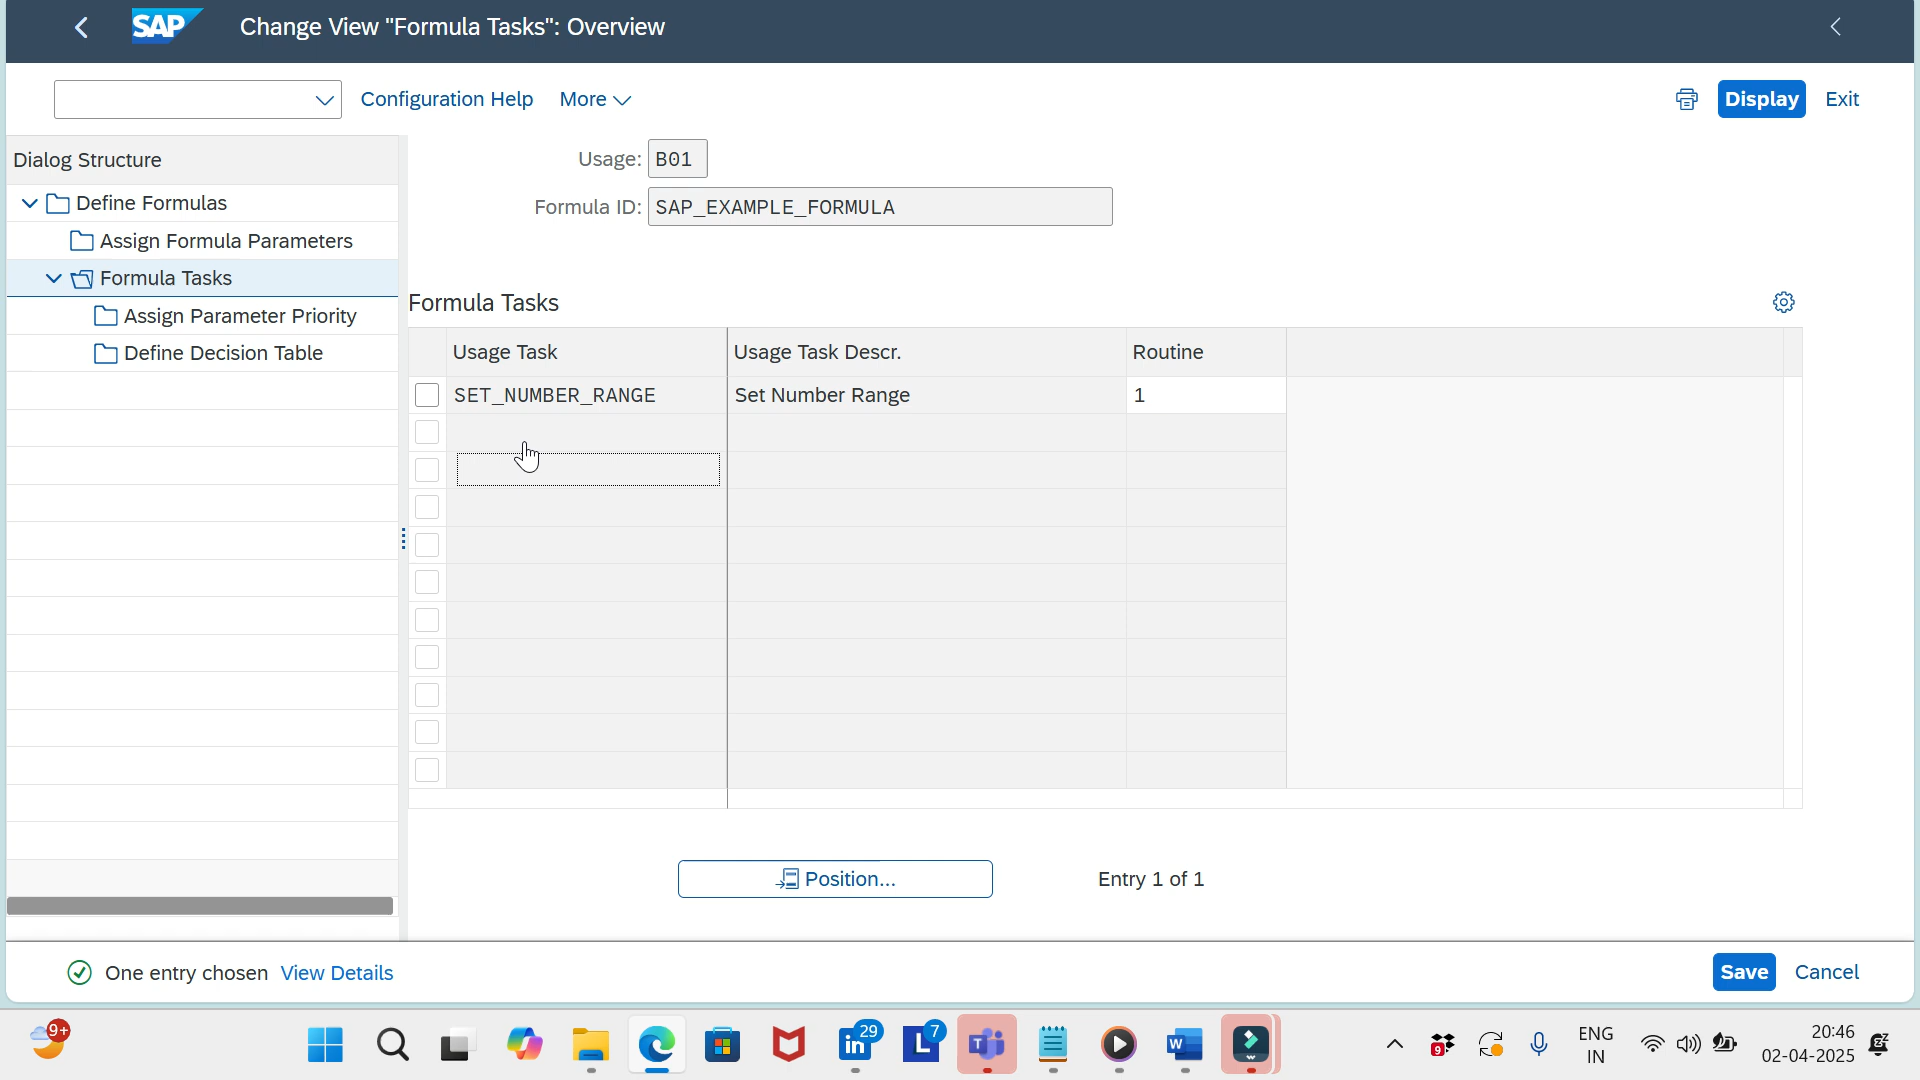 SAP Change View "Formula Tasks": Overview
Configuration Help More Display Exit
Dialog Structure
Define Formulas
Assign Formula Parameters
Formula Tasks
Assign Parameter Priority
Define Decision Table
Usage: B01
Formula ID: SAP_EXAMPLE_FORMULA
Formula Tasks
Usage Task Usage Task Descr. Routine
SET_NUMBER_RANGE Set Number Range 1
Position... Entry 1 of 1
One entry chosen View Details Save Cancel
9+
29
7
9
ENG
IN
20:46
02-04-2025